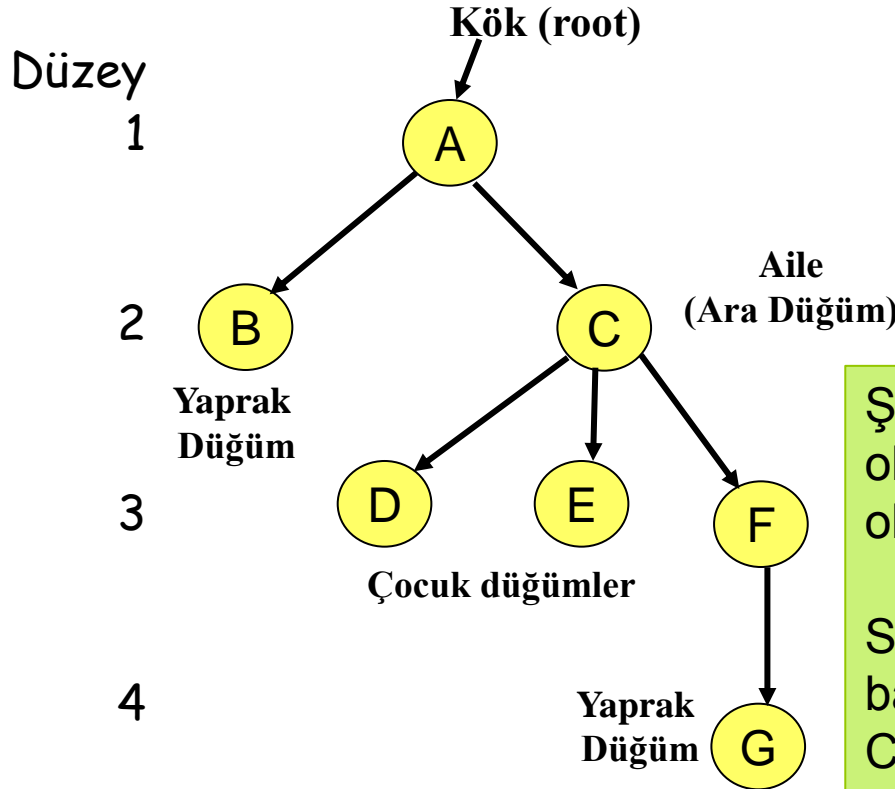 Kök (root)
Düzey
1
A
Aile
(Ara Düğüm)
2
B
C
Yaprak
Düğüm
3
D
E
F
Çocuk düğümler
4
Yaprak
Düğüm
G